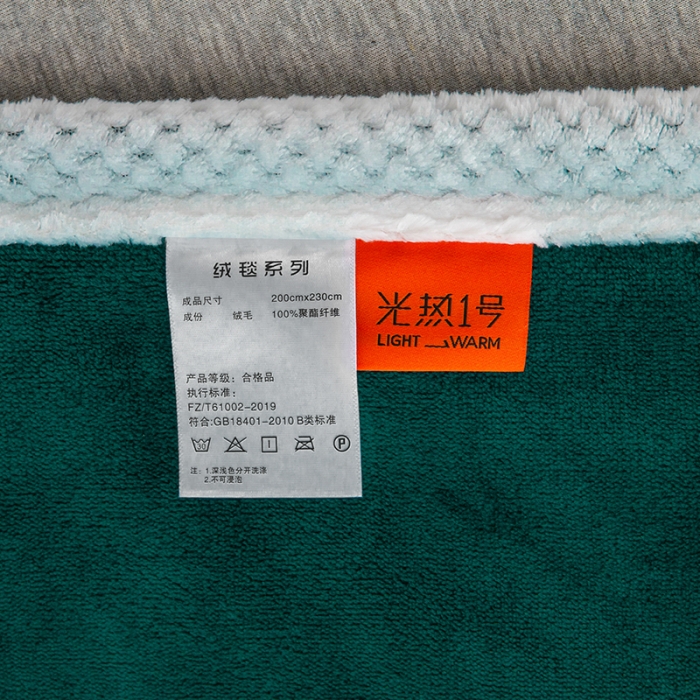 绒毯系列
成品尺寸 200cmx230cm
成份 绒毛 100%聚酯纤维
产品等级：合格品
执行标准：
FZ/T61002-2019
符合:GB18401-2010 B类标准
30 P
注：1.深浅色分开洗涤
2.不可浸泡
光热1号
LIGHT WARM